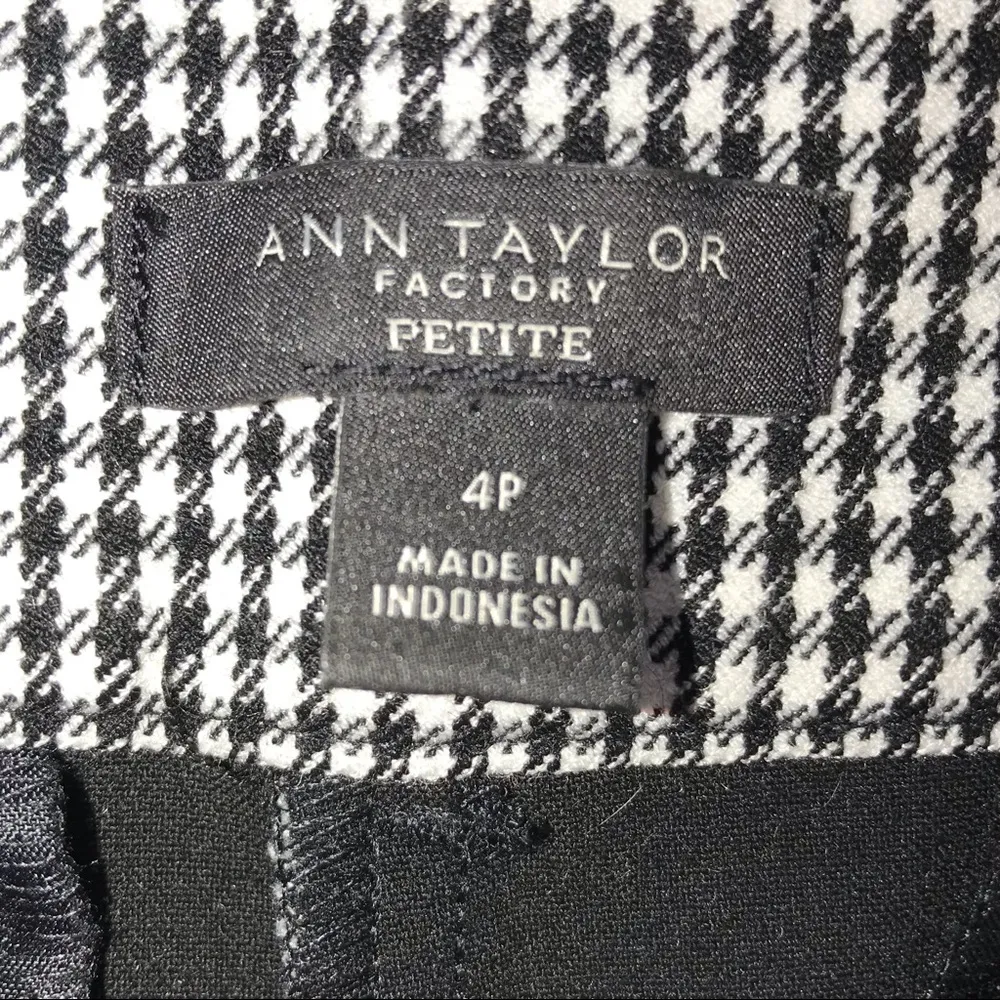 ANN TAYLOR
FACTORY
PETITE
4P
MADE IN
INDONESIA